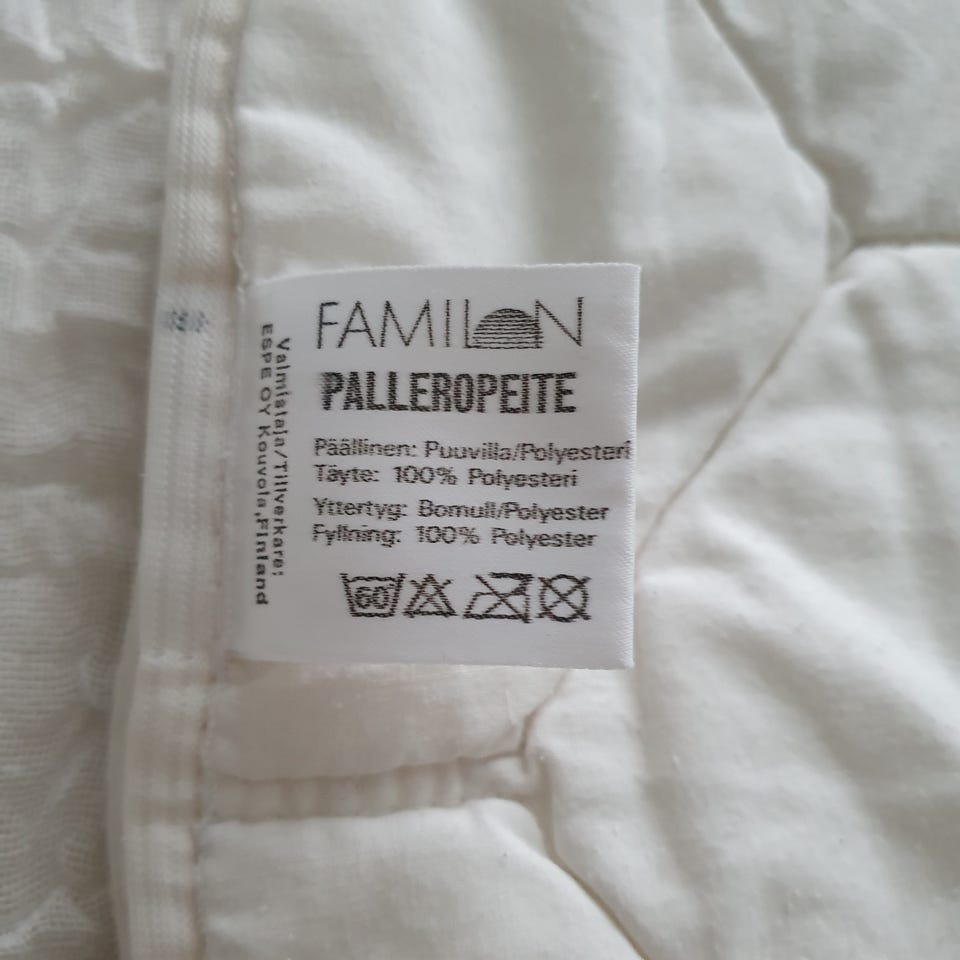 FAMILON
PALLEROPEITE
Päällinen: Puuvilla/Polyesteri
Täyte: 100% Polyesteri
Yttertyg: Bomull/Polyester
Fyllning: 100% Polyester
60
Valmistaja/Tillverkare:
ESPE OY Kouvola,Finland